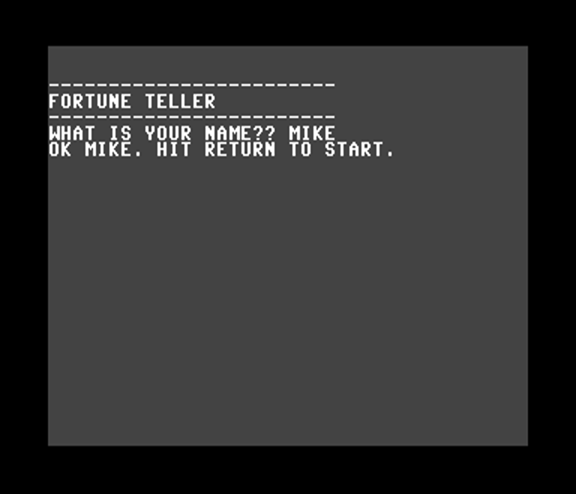 ------------------------
FORTUNE TELLER
------------------------
WHAT IS YOUR NAME?? MIKE
OK MIKE. HIT RETURN TO START.